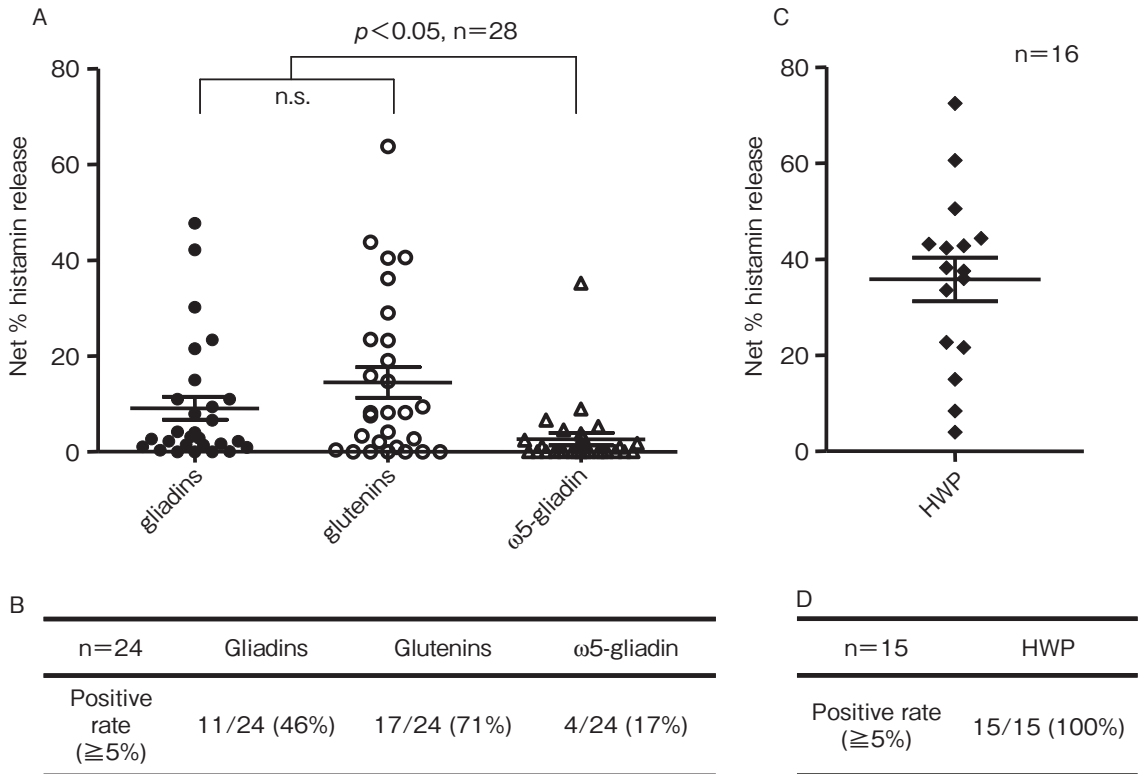 A
p<0.05, n=28
n.s.
Net % histamin release
80
60
40
20
0
gliadins
glutenins
ω5-gliadin
C
n=16
Net % histamin release
80
60
40
20
0
HWP
B
n=24 Gliadins Glutenins ω5-gliadin
Positive
rate
(≧5%)
11/24 (46%) 17/24 (71%) 4/24 (17%)
D
n=15 HWP
Positive rate
(≧5%)
15/15 (100%)